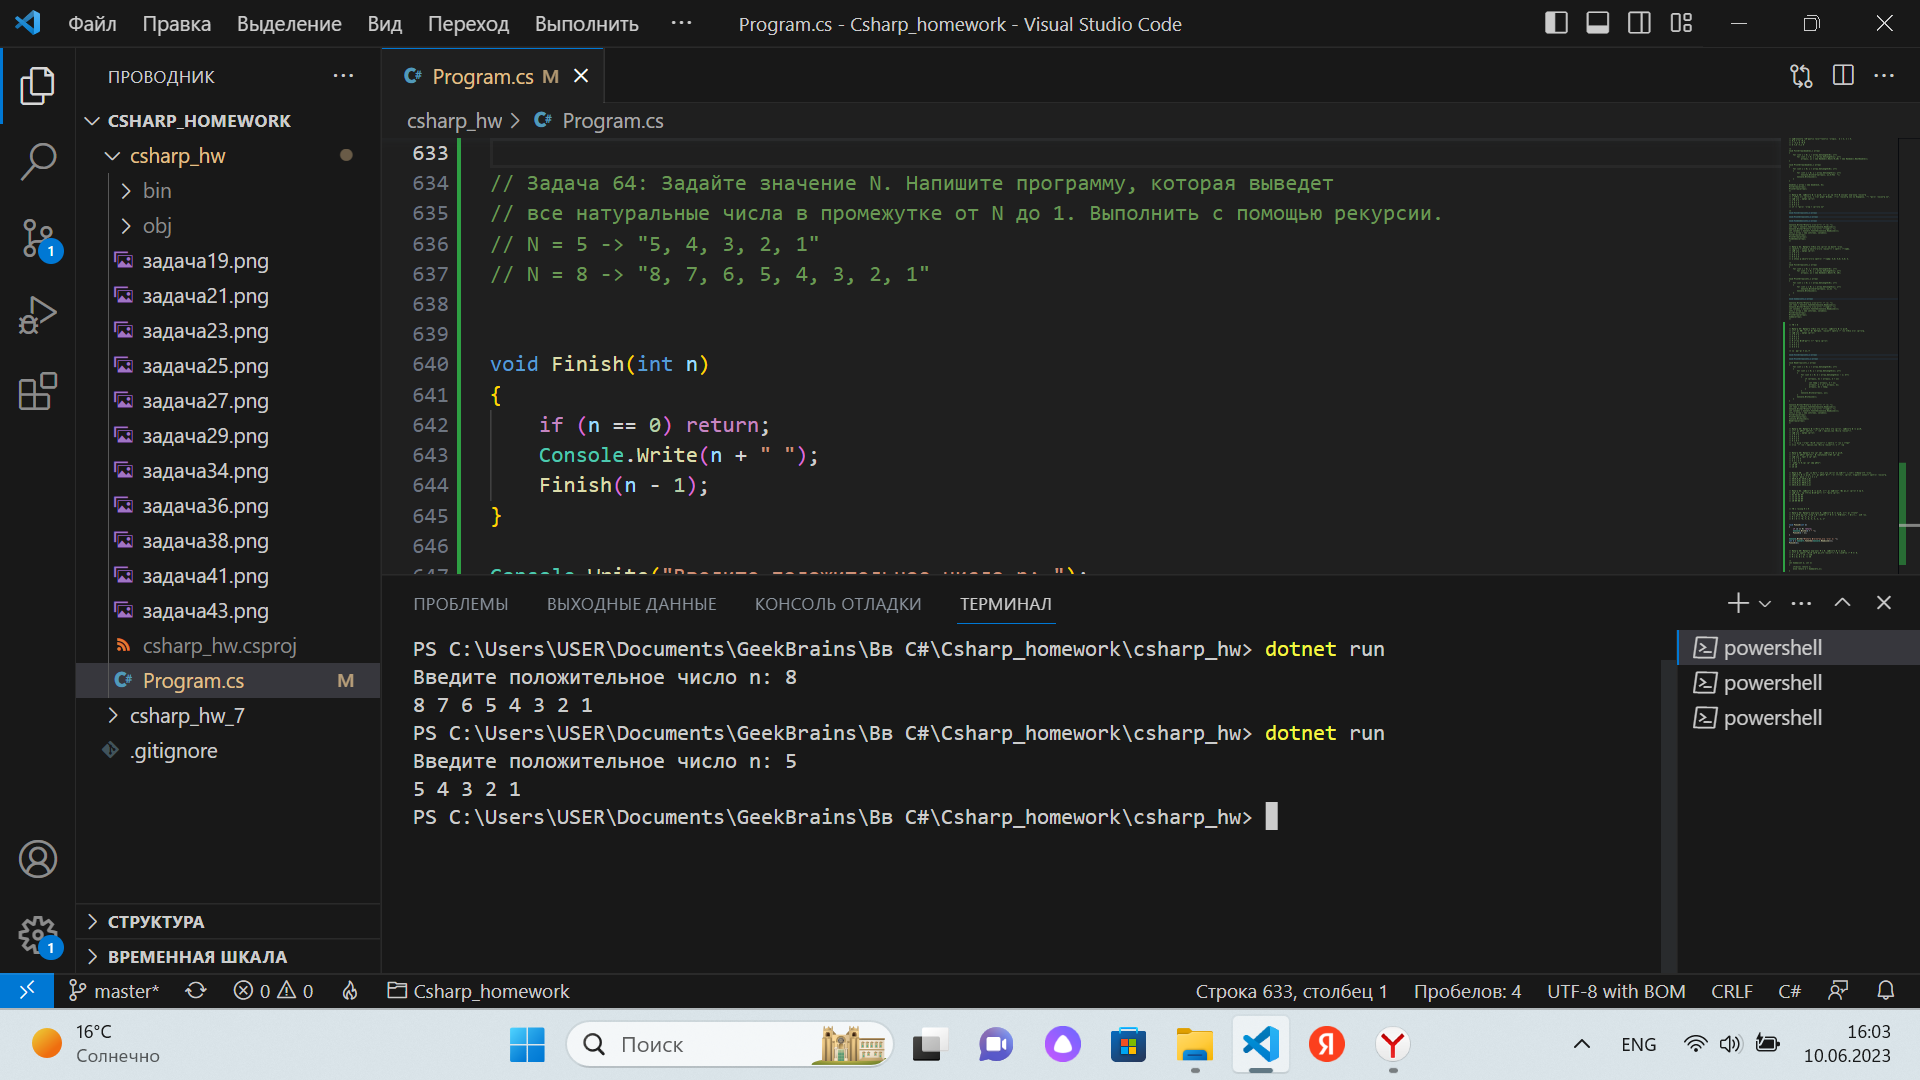 Файл Правка Выделение Вид Переход Выполнить ··· Program.cs - Csharp_homework - Visual Studio Code
ПРОВОДНИК
CSHARP_HOMEWORK
csharp_hw
bin
obj
задача19.png
задача21.png
задача23.png
задача25.png
задача27.png
задача29.png
задача34.png
задача36.png
задача38.png
задача41.png
задача43.png
csharp_hw.csproj
Program.cs M
csharp_hw_7
.gitignore
СТРУКТУРА
ВРЕМЕННАЯ ШКАЛА
1
1
Program.cs M
csharp_hw > Program.cs
633
634 // Задача 64: Задайте значение N. Напишите программу, которая выведет
635 // все натуральные числа в промежутке от N до 1. Выполнить с помощью рекурсии.
636 // N = 5 -> "5, 4, 3, 2, 1"
637 // N = 8 -> "8, 7, 6, 5, 4, 3, 2, 1"
638
639
640 void Finish(int n)
641 {
642 if (n == 0) return;
643 Console.Write(n + " ");
644 Finish(n - 1);
645 }
646
647 Console.Write("Введите положительное число n: ");
ПРОБЛЕМЫ ВЫХОДНЫЕ ДАННЫЕ КОНСОЛЬ ОТЛАДКИ ТЕРМИНАЛ
PS C:\Users\USER\Documents\GeekBrains\Вв C#\Csharp_homework\csharp_hw> dotnet run
Введите положительное число n: 8
8 7 6 5 4 3 2 1
PS C:\Users\USER\Documents\GeekBrains\Вв C#\Csharp_homework\csharp_hw> dotnet run
Введите положительное число n: 5
5 4 3 2 1
PS C:\Users\USER\Documents\GeekBrains\Вв C#\Csharp_homework\csharp_hw>
powershell
powershell
powershell
master* 0 0 Csharp_homework Строка 633, столбец 1 Пробелов: 4 UTF-8 with BOM CRLF C#
16°C
Солнечно
Поиск
ENG
16:03
10.06.2023